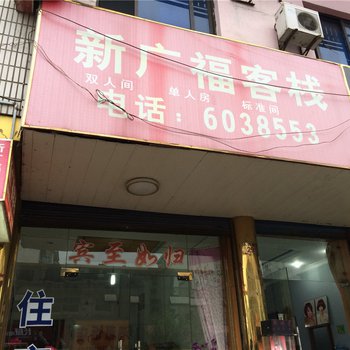 新广福客栈
双人间 单人房 标准间
电话：6038553
宾至如归
住